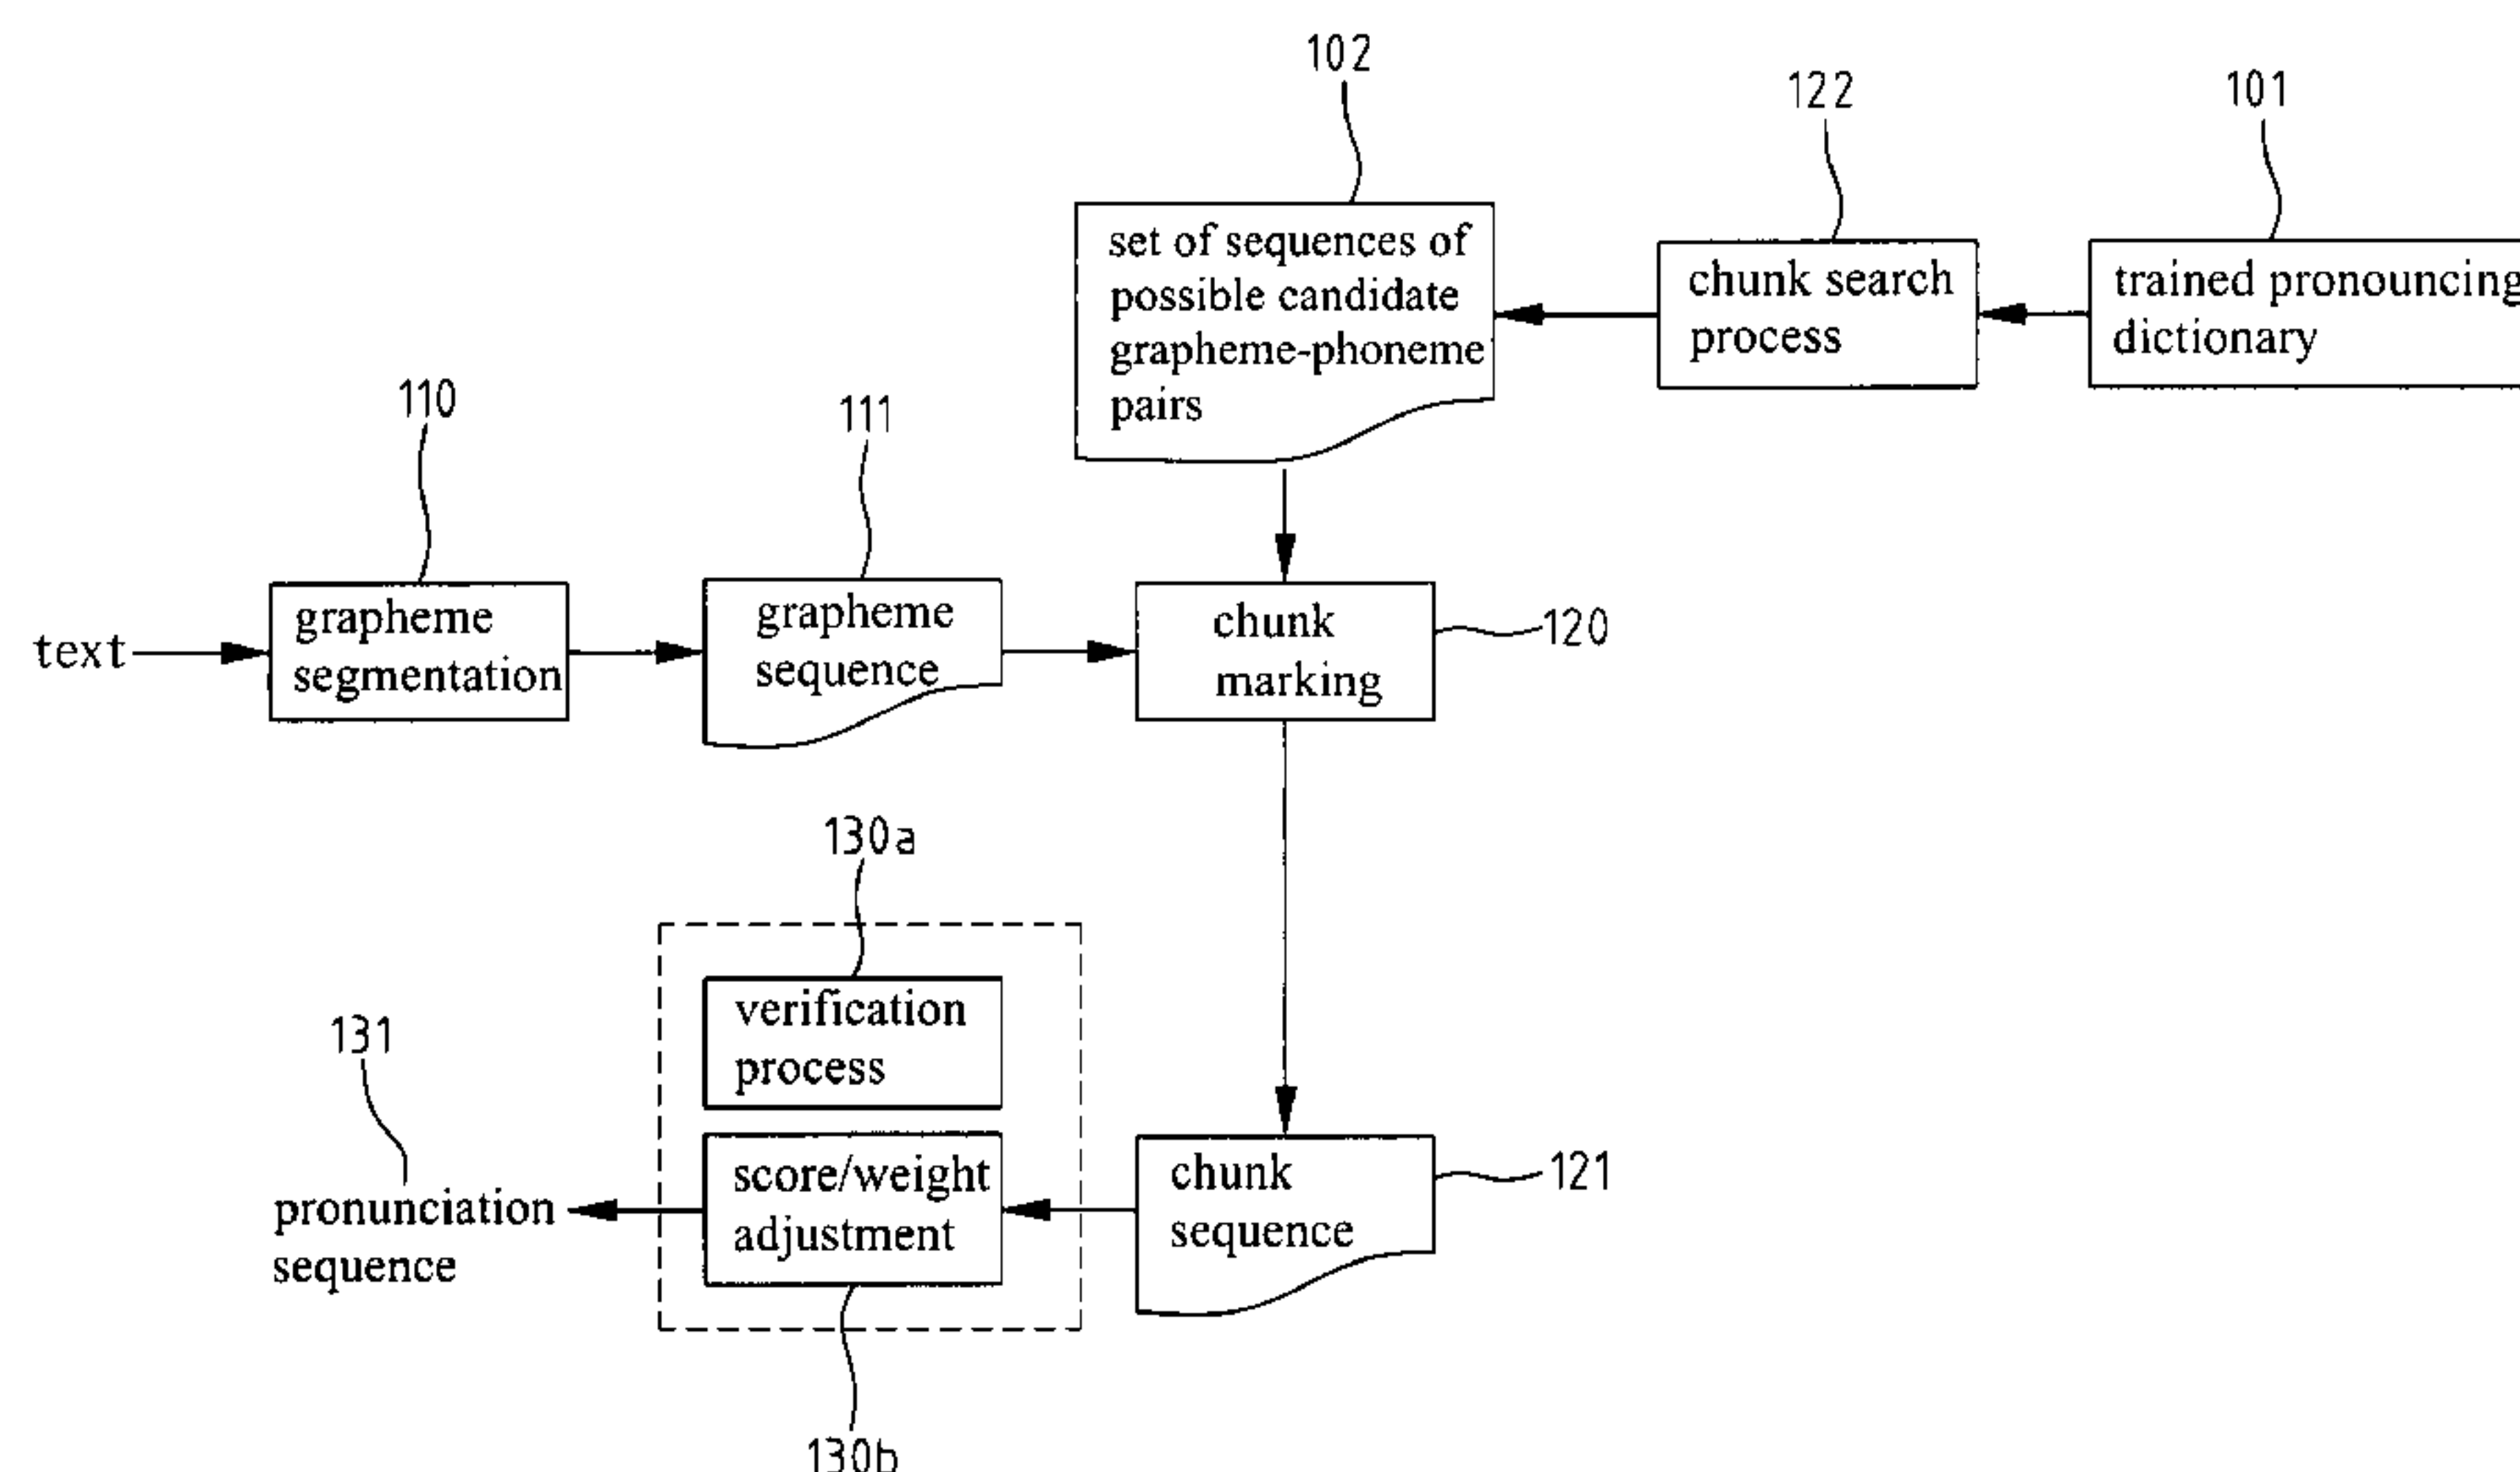 102
122
101
set of sequences of
possible candidate
grapheme-phoneme
pairs
chunk search
process
trained pronouncing
dictionary
110
111
text
grapheme
segmentation
grapheme
sequence
chunk
marking
120
130a
verification
process
131
pronunciation
sequence
score/weight
adjustment
chunk
sequence
121
130b